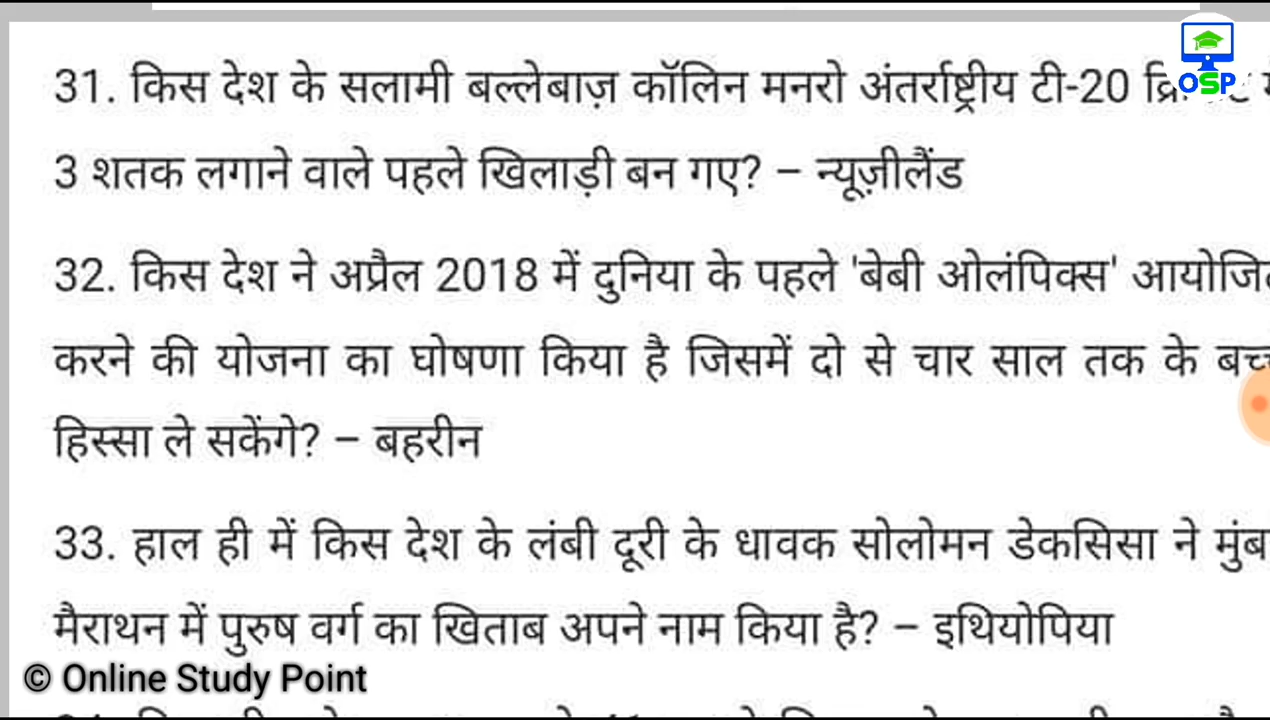 31. किस देश के सलामी बल्लेबाज़ कॉलिन मनरो अंतर्राष्ट्रीय टी-20
OSP
3 शतक लगाने वाले पहले खिलाड़ी बन गए? – न्यूज़ीलैंड
32. किस देश ने अप्रैल 2018 में दुनिया के पहले 'बेबी ओलंपिक्स'
करने की योजना का घोषणा किया है जिसमें दो से चार साल तक के
हिस्सा ले सकेंगे? – बहरीन
33. हाल ही में किस देश के लंबी दूरी के धावक सोलोमन डेकसिसा ने
मैराथन में पुरुष वर्ग का खिताब अपने नाम किया है? – इथियोपिया
© Online Study Point